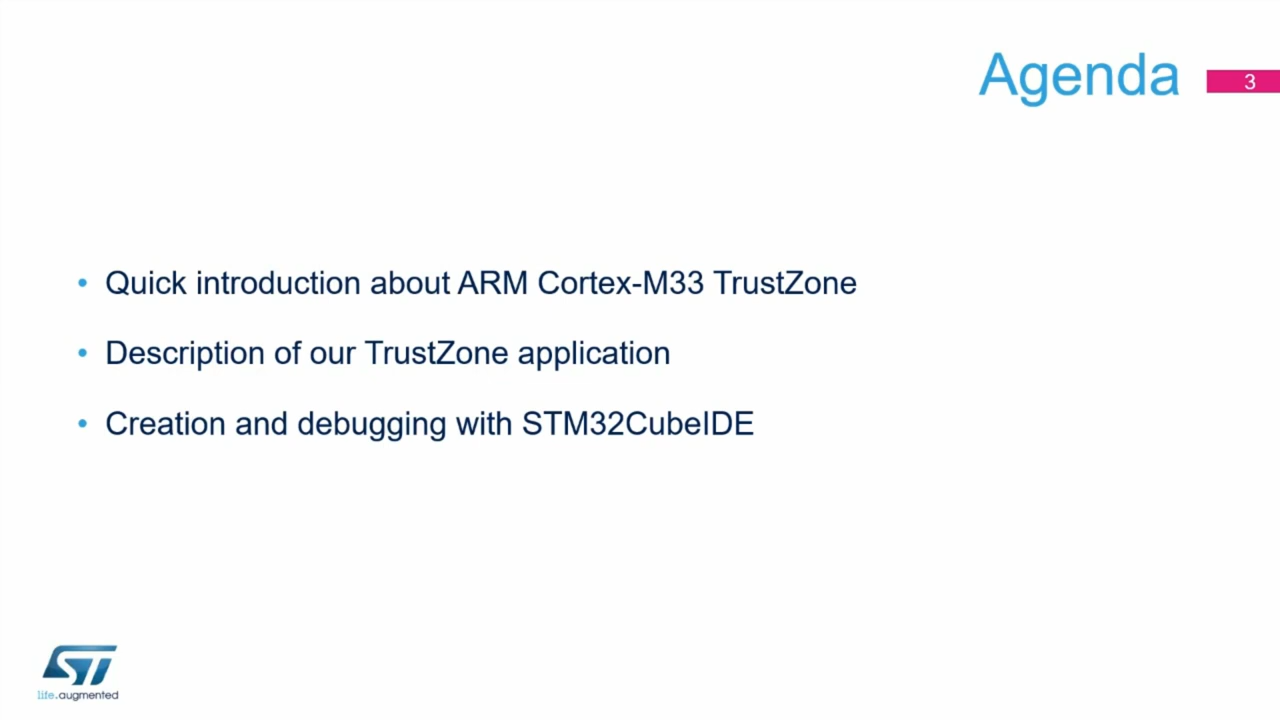 Agenda
3
• Quick introduction about ARM Cortex-M33 TrustZone
• Description of our TrustZone application
• Creation and debugging with STM32CubeIDE
ST
life.augmented